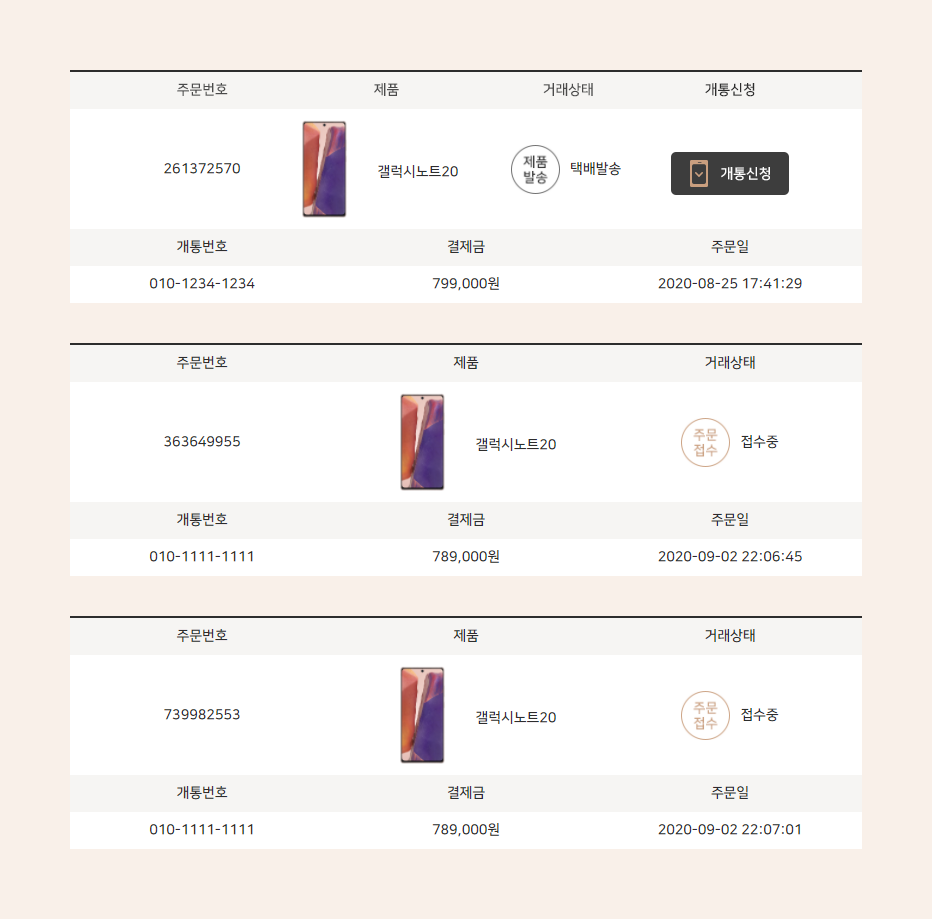 주문번호 제품 거래상태 개통신청
261372570 갤럭시노트20 제품 발송 택배발송 개통신청
개통번호 결제금 주문일
010-1234-1234 799,000원 2020-08-25 17:41:29
주문번호 제품 거래상태
363649955 갤럭시노트20 주문 접수 접수중
개통번호 결제금 주문일
010-1111-1111 789,000원 2020-09-02 22:06:45
주문번호 제품 거래상태
739982553 갤럭시노트20 주문 접수 접수중
개통번호 결제금 주문일
010-1111-1111 789,000원 2020-09-02 22:07:01